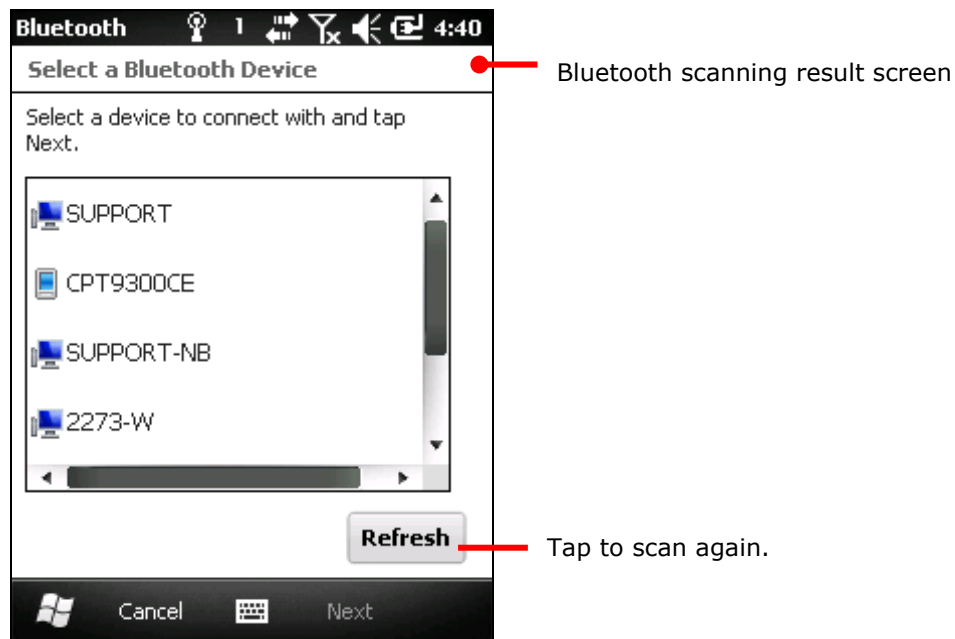 Bluetooth 1 4:40
Select a Bluetooth Device
Bluetooth scanning result screen
Select a device to connect with and tap
Next.
SUPPORT
CPT9300CE
SUPPORT-NB
2273-W
Refresh
Tap to scan again.
Cancel Next